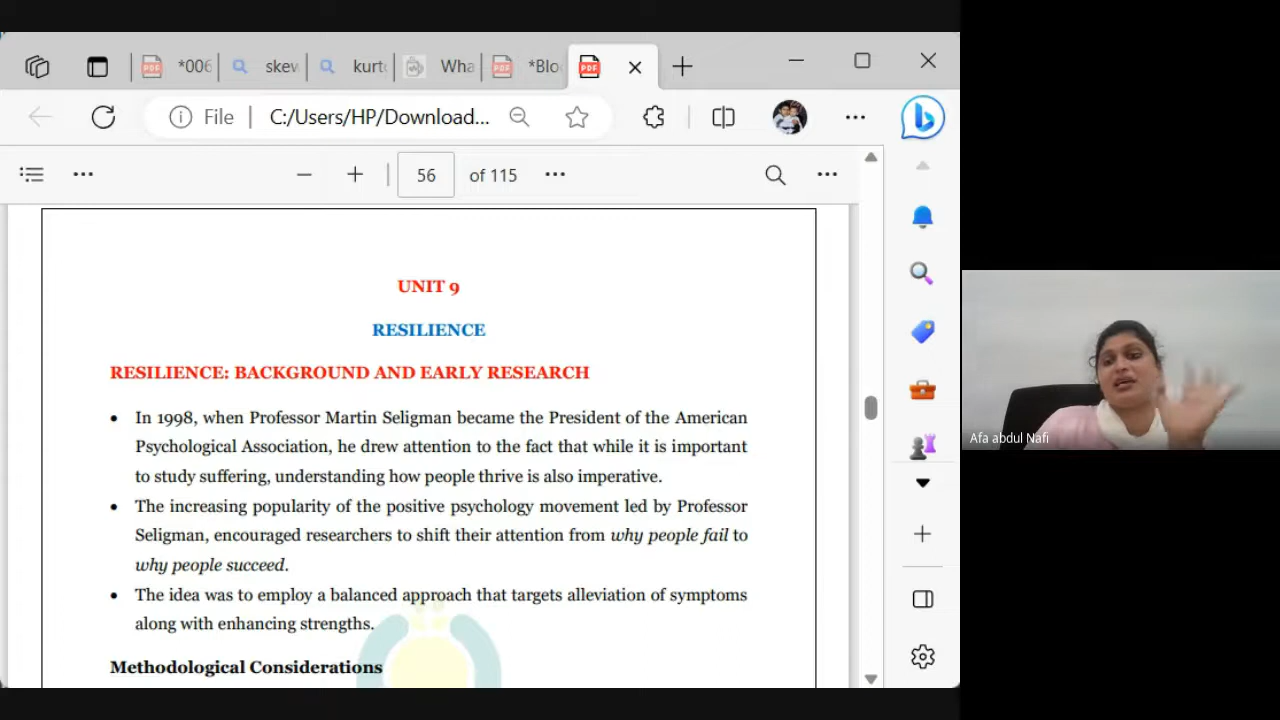 *006
skew
kurto
Wha
*Blo
File
C:/Users/HP/Download...
56
of 115
UNIT 9
RESILIENCE
RESILIENCE: BACKGROUND AND EARLY RESEARCH
• In 1998, when Professor Martin Seligman became the President of the American
Psychological Association, he drew attention to the fact that while it is important
to study suffering, understanding how people thrive is also imperative.
• The increasing popularity of the positive psychology movement led by Professor
Seligman, encouraged researchers to shift their attention from why people fail to
why people succeed.
• The idea was to employ a balanced approach that targets alleviation of symptoms
along with enhancing strengths.
Methodological Considerations
Afa abdul Nafi